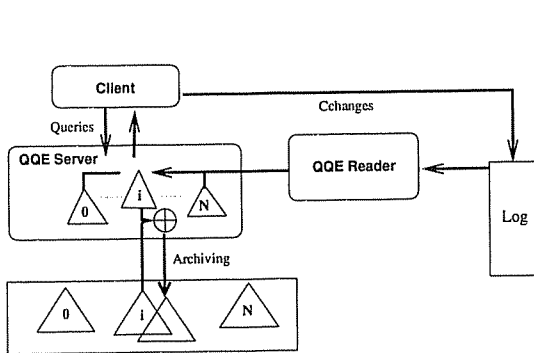 Client
Cchanges
Queries
QQE Server
QQE Reader
0
i
N
Log
Archiving
0
i
N